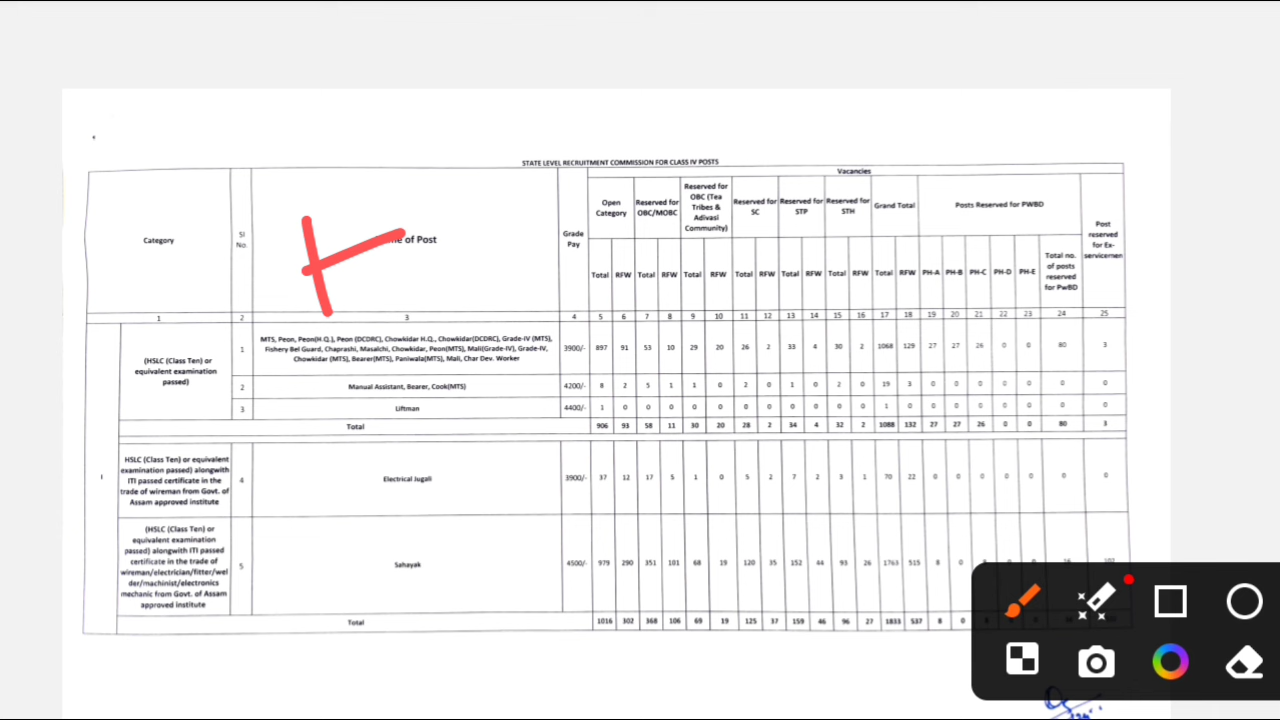 STATE LEVEL RECRUITMENT COMMISSION FOR CLASS IV POSTS
Vacancies
Category
Sl
No.
of Post
Grade
Pay
Open
Category
Reserved for
OBC/MOBC
Reserved for
OBC (Tea
Tribes &
Adivasi
Community)
Reserved for
SC
Reserved for
STP
Reserved for
STH
Grand Total
Posts Reserved for PWBD
Post
reserved
for Ex-
servicemen
Total RFW Total RFW Total RFW Total RFW Total RFW Total RFW Total RFW PH-A PH-B PH-C PH-D PH-E
Total no.
of posts
reserved
for PwBD
1 2 3 4 5 6 7 8 9 10 11 12 13 14 15 16 17 18 19 20 21 22 23 24 25
(HSLC (Class Ten) or
equivalent examination
passed)
1
MTS, Peon, Peon(H.Q.), Peon (DCDRC), Chowkidar H.Q., Chowkidar(DCDRC), Grade-IV (MTS),
Fishery Bel Guard, Chaprashi, Masalchi, Chowkidar, Peon(MTS), Mali(Grade-IV), Grade-IV,
Chowkidar (MTS), Bearer(MTS), Paniwala(MTS), Mali, Char Dev. Worker
3900/- 897 91 53 10 29 20 26 2 33 4 30 2 1068 129 27 27 26 0 0 80 3
2 Manual Assistant, Bearer, Cook(MTS) 4200/- 8 2 5 1 1 0 2 0 1 0 2 0 19 3 0 0 0 0 0 0 0
3 Liftman 4400/- 1 0 0 0 0 0 0 0 0 0 0 0 1 0 0 0 0 0 0 0 0
Total 906 93 58 11 30 20 28 2 34 4 32 2 1088 132 27 27 26 0 0 80 3
I
HSLC (Class Ten) or equivalent
examination passed) alongwith
ITI passed certificate in the
trade of wireman from Govt. of
Assam approved institute
4 Electrical Jugali 3900/- 37 12 17 5 1 0 5 2 7 2 3 1 70 22 0 0 0 0 0 0 0
(HSLC (Class Ten) or
equivalent examination
passed) alongwith ITI passed
certificate in the trade of
wireman/electrician/fitter/wel
der/machinist/electronics
mechanic from Govt. of Assam
approved institute
5 Sahayak 4500/- 979 290 351 101 68 19 120 35 152 44 93 26 1763 515 8 0
Total 1016 302 368 106 69 19 125 37 159 46 96 27 1833 537 8 0